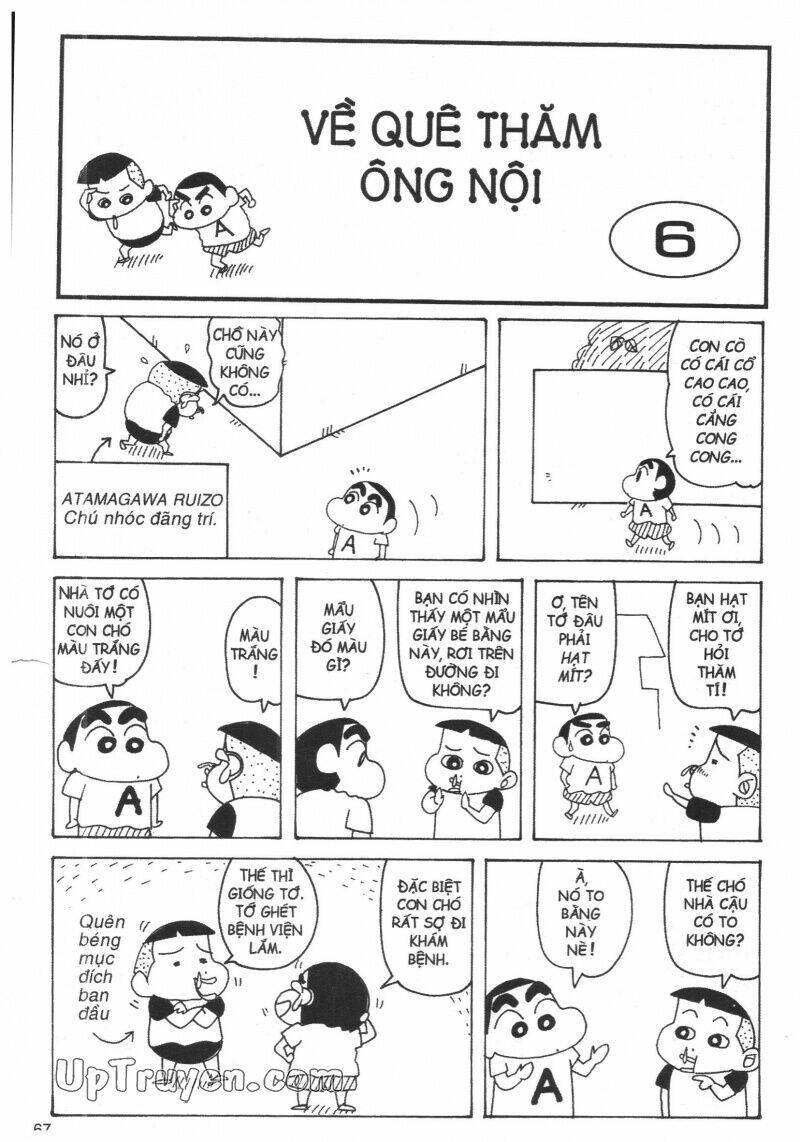 VỀ QUÊ THĂM
ÔNG NỘI
6
CON CÒ
CÓ CÁI CỔ
CAO CAO,
CÓ CÁI
CẲNG
CONG
CONG...
A
CHỖ NÀY
CŨNG
KHÔNG
CÓ...
NÓ Ở
ĐÂU
NHỈ?
ATAMAGAWA RUIZO
Chú nhóc đãng trí.
A
BẠN HẠT
MÍT ƠI,
CHO TỚ
HỎI
THĂM
TÍ!
Ơ, TÊN
TỚ ĐÂU
PHẢI
HẠT
MÍT?
A
BẠN CÓ NHÌN
THẤY MỘT MẨU
GIẤY BÉ BẰNG
NÀY, RƠI TRÊN
ĐƯỜNG ĐI
KHÔNG?
MẨU
GIẤY
ĐÓ MÀU
GÌ?
MÀU
TRẮNG
!
NHÀ TỚ CÓ
NUÔI MỘT
CON CHÓ
MÀU TRẮNG
ĐẤY!
A
THẾ CHÓ
NHÀ CẬU
CÓ TO
KHÔNG?
À,
NÓ TO
BẰNG
NÀY
NÈ!
A
ĐẶC BIỆT
CON CHÓ
RẤT SỢ ĐI
KHÁM
BỆNH.
THẾ THÌ
GIỐNG TỚ.
TỚ GHÉT
BỆNH VIỆN
LẮM.
Quên
béng
mục
đích
ban
đầu
UpTruyen.com
67